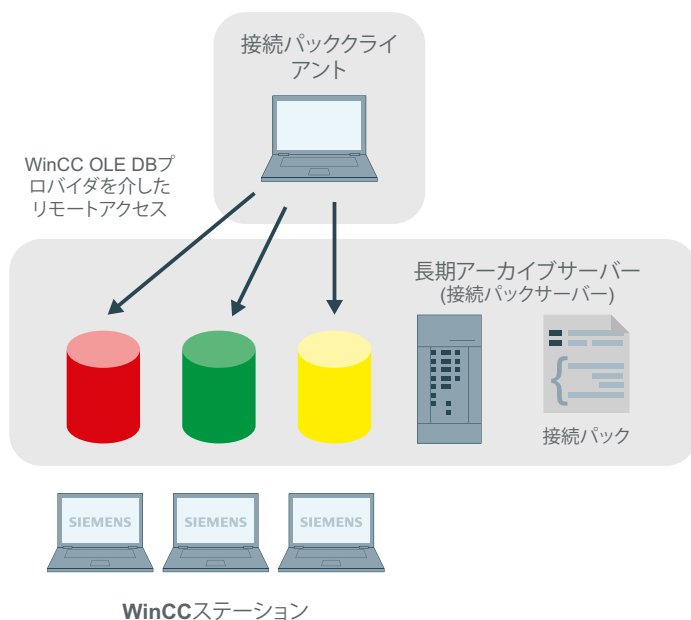 接続パッククライ
アント
WinCC OLE DBプ
ロバイダを介した
リモートアクセス
長期アーカイブサーバー
(接続パックサーバー)
{
接続パック
SIEMENS
SIEMENS
SIEMENS
WinCCステーション